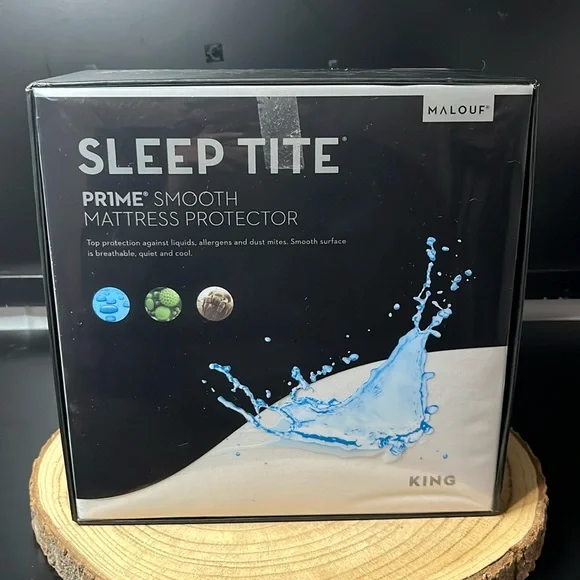 MALOUF®
SLEEP TITE®
PR1ME® SMOOTH
MATTRESS PROTECTOR
Top protection against liquids, allergens and dust mites. Smooth surface
is breathable, quiet and cool.
KING